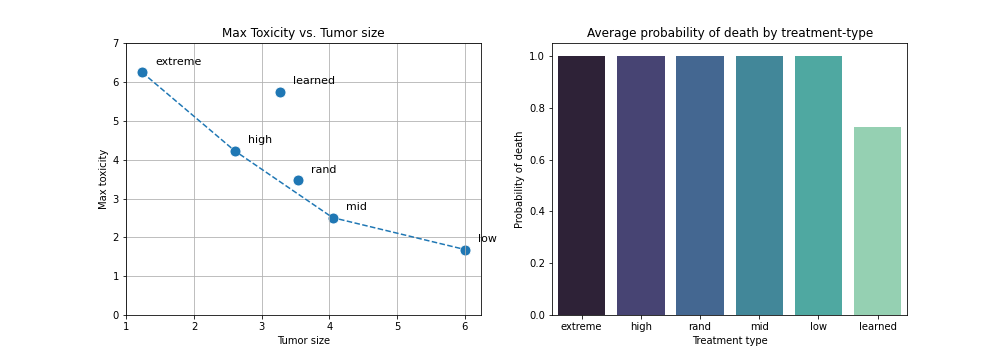 Max Toxicity vs. Tumor size
Max toxicity
7
6
5
4
3
2
1
0
extreme
learned
high
rand
mid
low
1 2 3 4 5 6
Tumor size
Average probability of death by treatment-type
Probability of death
1.0
0.8
0.6
0.4
0.2
0.0
extreme high rand mid low learned
Treatment type